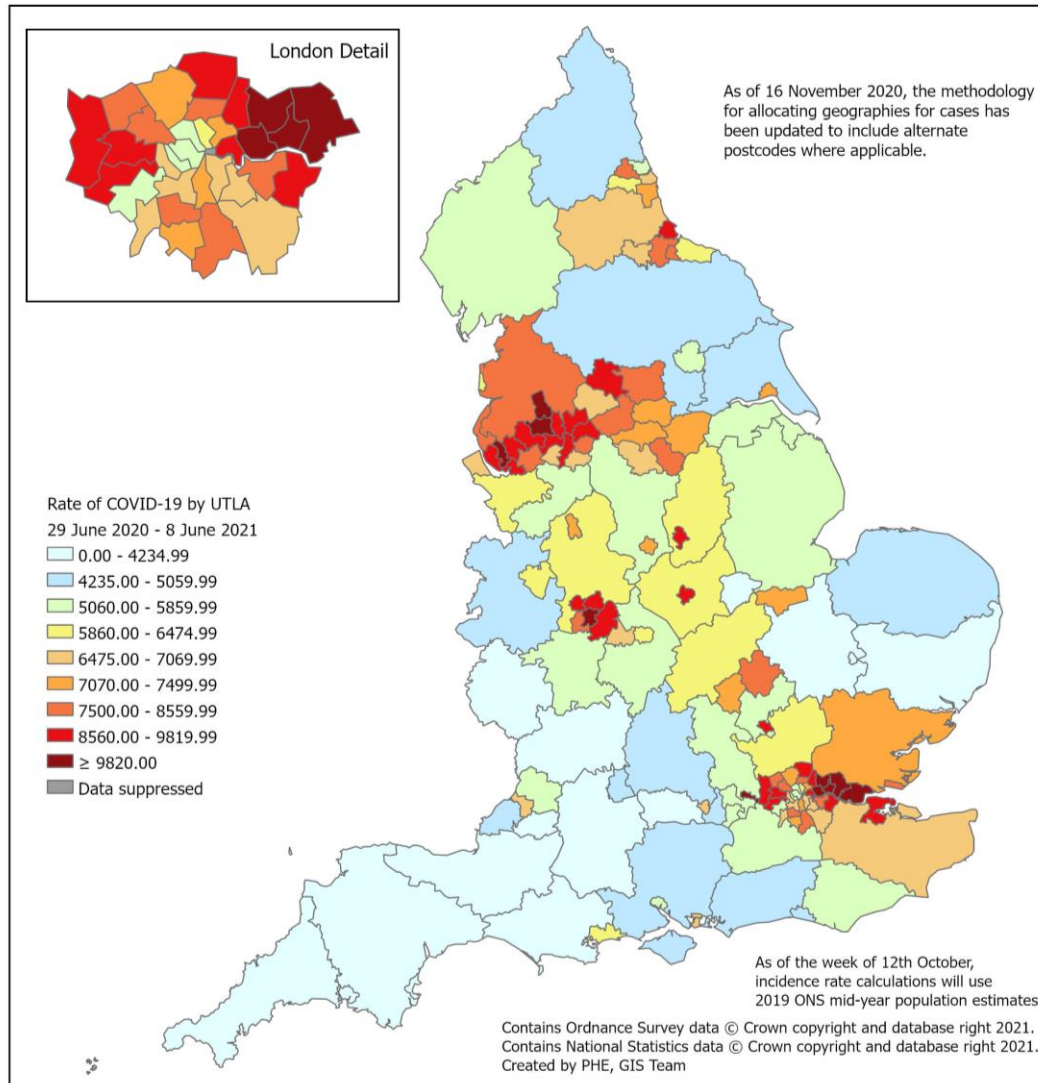 London Detail
As of 16 November 2020, the methodology
for allocating geographies for cases has
been updated to include alternate
postcodes where applicable.
Rate of COVID-19 by UTLA
29 June 2020 - 8 June 2021
0.00 - 4234.99
4235.00 - 5059.99
5060.00 - 5859.99
5860.00 - 6474.99
6475.00 - 7069.99
7070.00 - 7499.99
7500.00 - 8559.99
8560.00 - 9819.99
≥ 9820.00
Data suppressed
As of the week of 12th October,
incidence rate calculations will use
2019 ONS mid-year population estimates
Contains Ordnance Survey data © Crown copyright and database right 2021.
Contains National Statistics data © Crown copyright and database right 2021.
Created by PHE, GIS Team